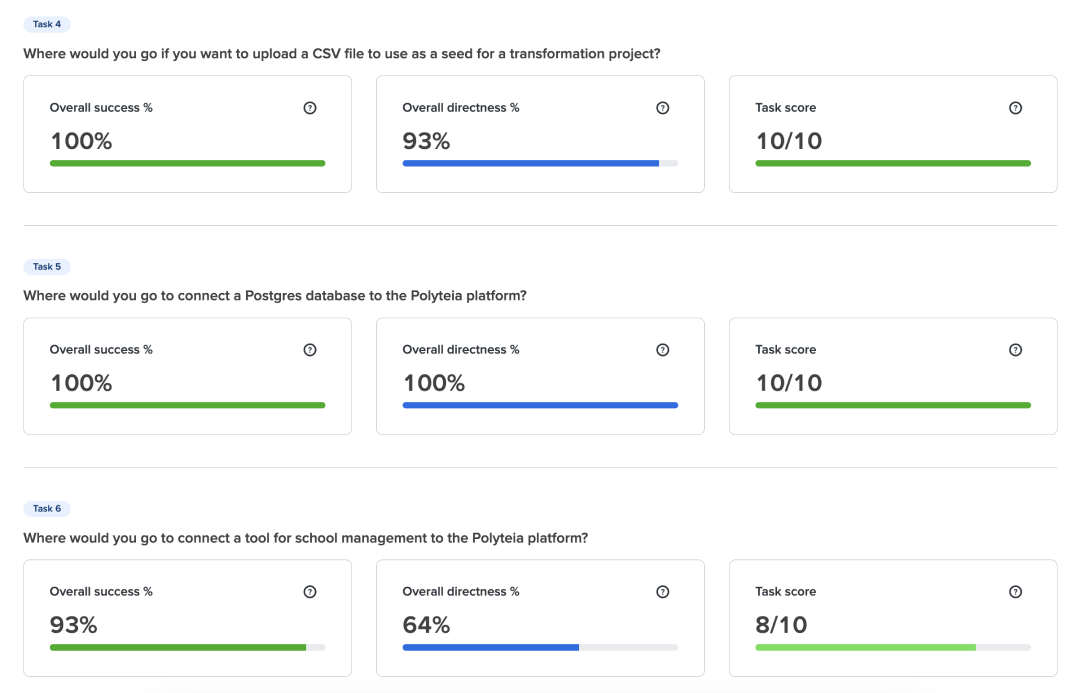 Task 4
Where would you go if you want to upload a CSV file to use as a seed for a transformation project?
Overall success %
?
Overall directness %
?
Task score
?
100%
93%
10/10
Task 5
Where would you go to connect a Postgres database to the Polyteia platform?
Overall success %
?
Overall directness %
?
Task score
?
100%
100%
10/10
Task 6
Where would you go to connect a tool for school management to the Polyteia platform?
Overall success %
?
Overall directness %
?
Task score
?
93%
64%
8/10